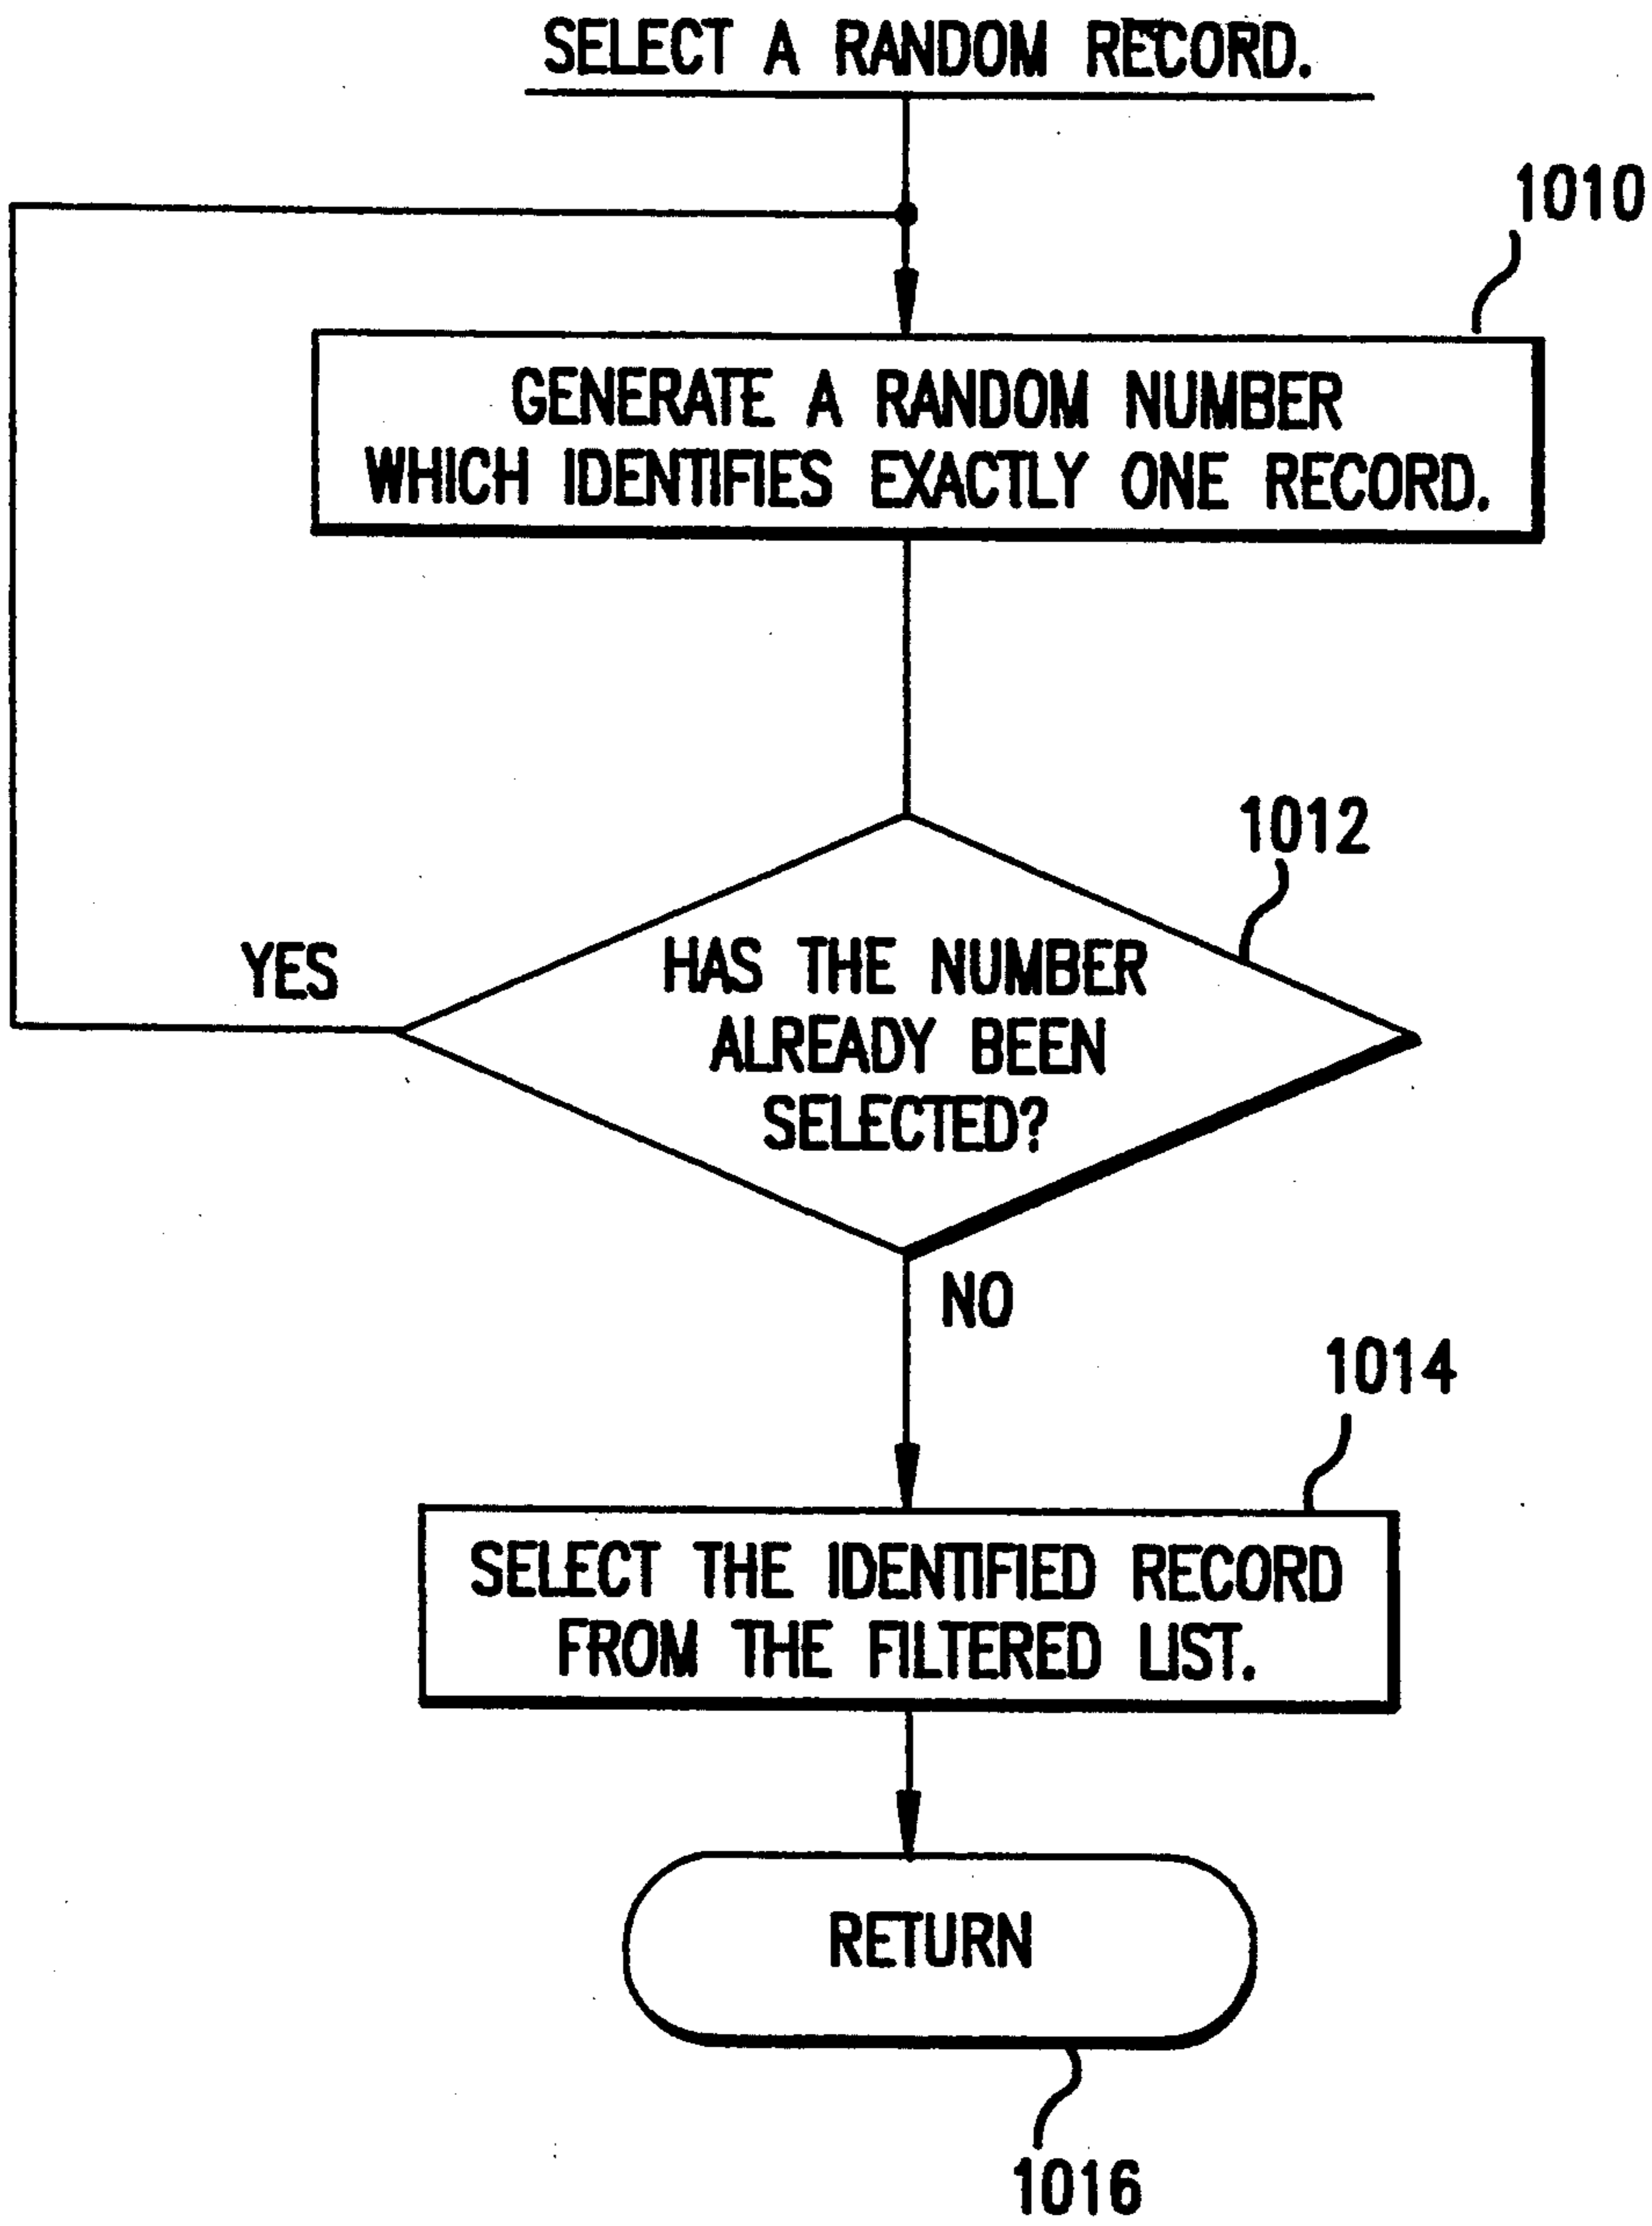 SELECT A RANDOM RECORD.
1010
GENERATE A RANDOM NUMBER
WHICH IDENTIFIES EXACTLY ONE RECORD.
1012
YES
HAS THE NUMBER
ALREADY BEEN
SELECTED?
NO
1014
SELECT THE IDENTIFIED RECORD
FROM THE FILTERED LIST.
RETURN
1016